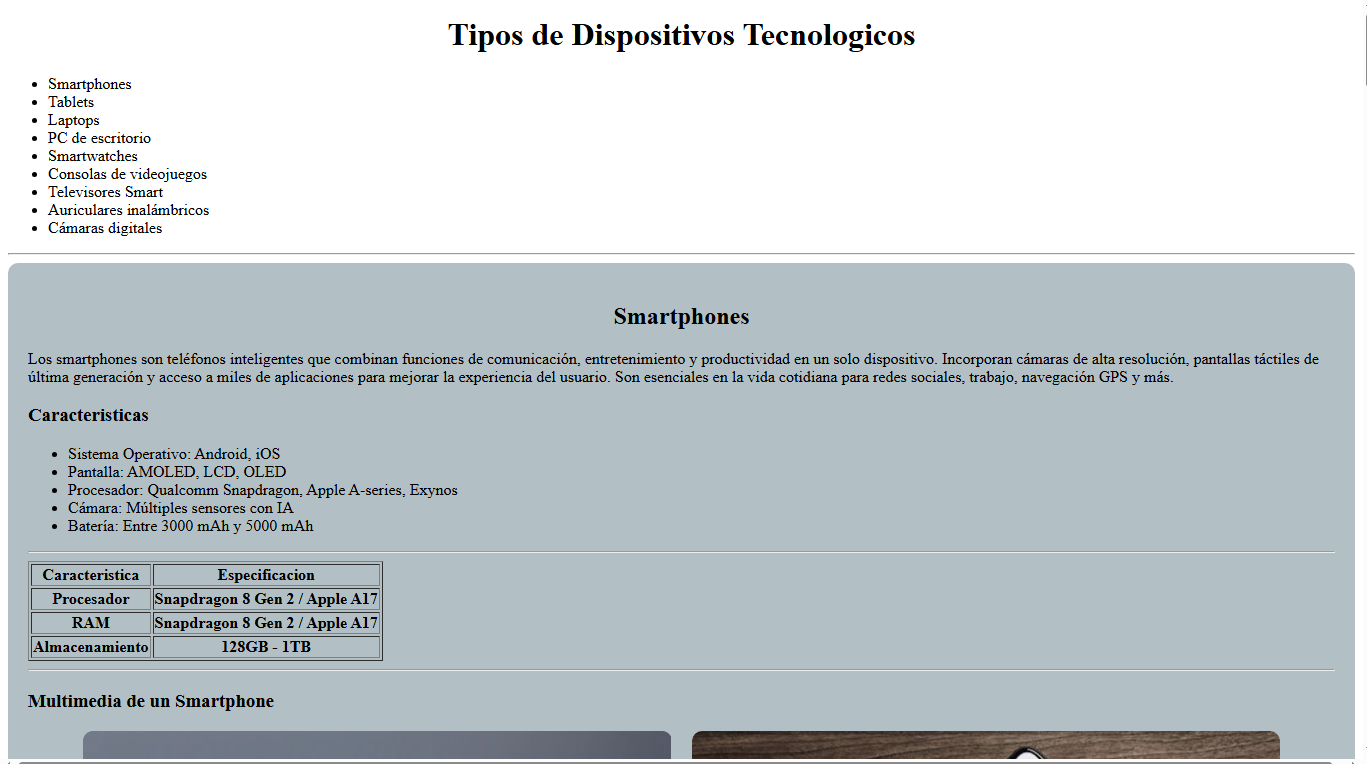 Tipos de Dispositivos Tecnologicos
Smartphones
Tablets
Laptops
PC de escritorio
Smartwatches
Consolas de videojuegos
Televisores Smart
Auriculares inalámbricos
Cámaras digitales
Smartphones
Los smartphones son teléfonos inteligentes que combinan funciones de comunicación, entretenimiento y productividad en un solo dispositivo. Incorporan cámaras de alta resolución, pantallas táctiles de
última generación y acceso a miles de aplicaciones para mejorar la experiencia del usuario. Son esenciales en la vida cotidiana para redes sociales, trabajo, navegación GPS y más.
Caracteristicas
Sistema Operativo: Android, iOS
Pantalla: AMOLED, LCD, OLED
Procesador: Qualcomm Snapdragon, Apple A-series, Exynos
Cámara: Múltiples sensores con IA
Batería: Entre 3000 mAh y 5000 mAh
Caracteristica Especificacion
Procesador Snapdragon 8 Gen 2 / Apple A17
RAM Snapdragon 8 Gen 2 / Apple A17
Almacenamiento 128GB - 1TB
Multimedia de un Smartphone